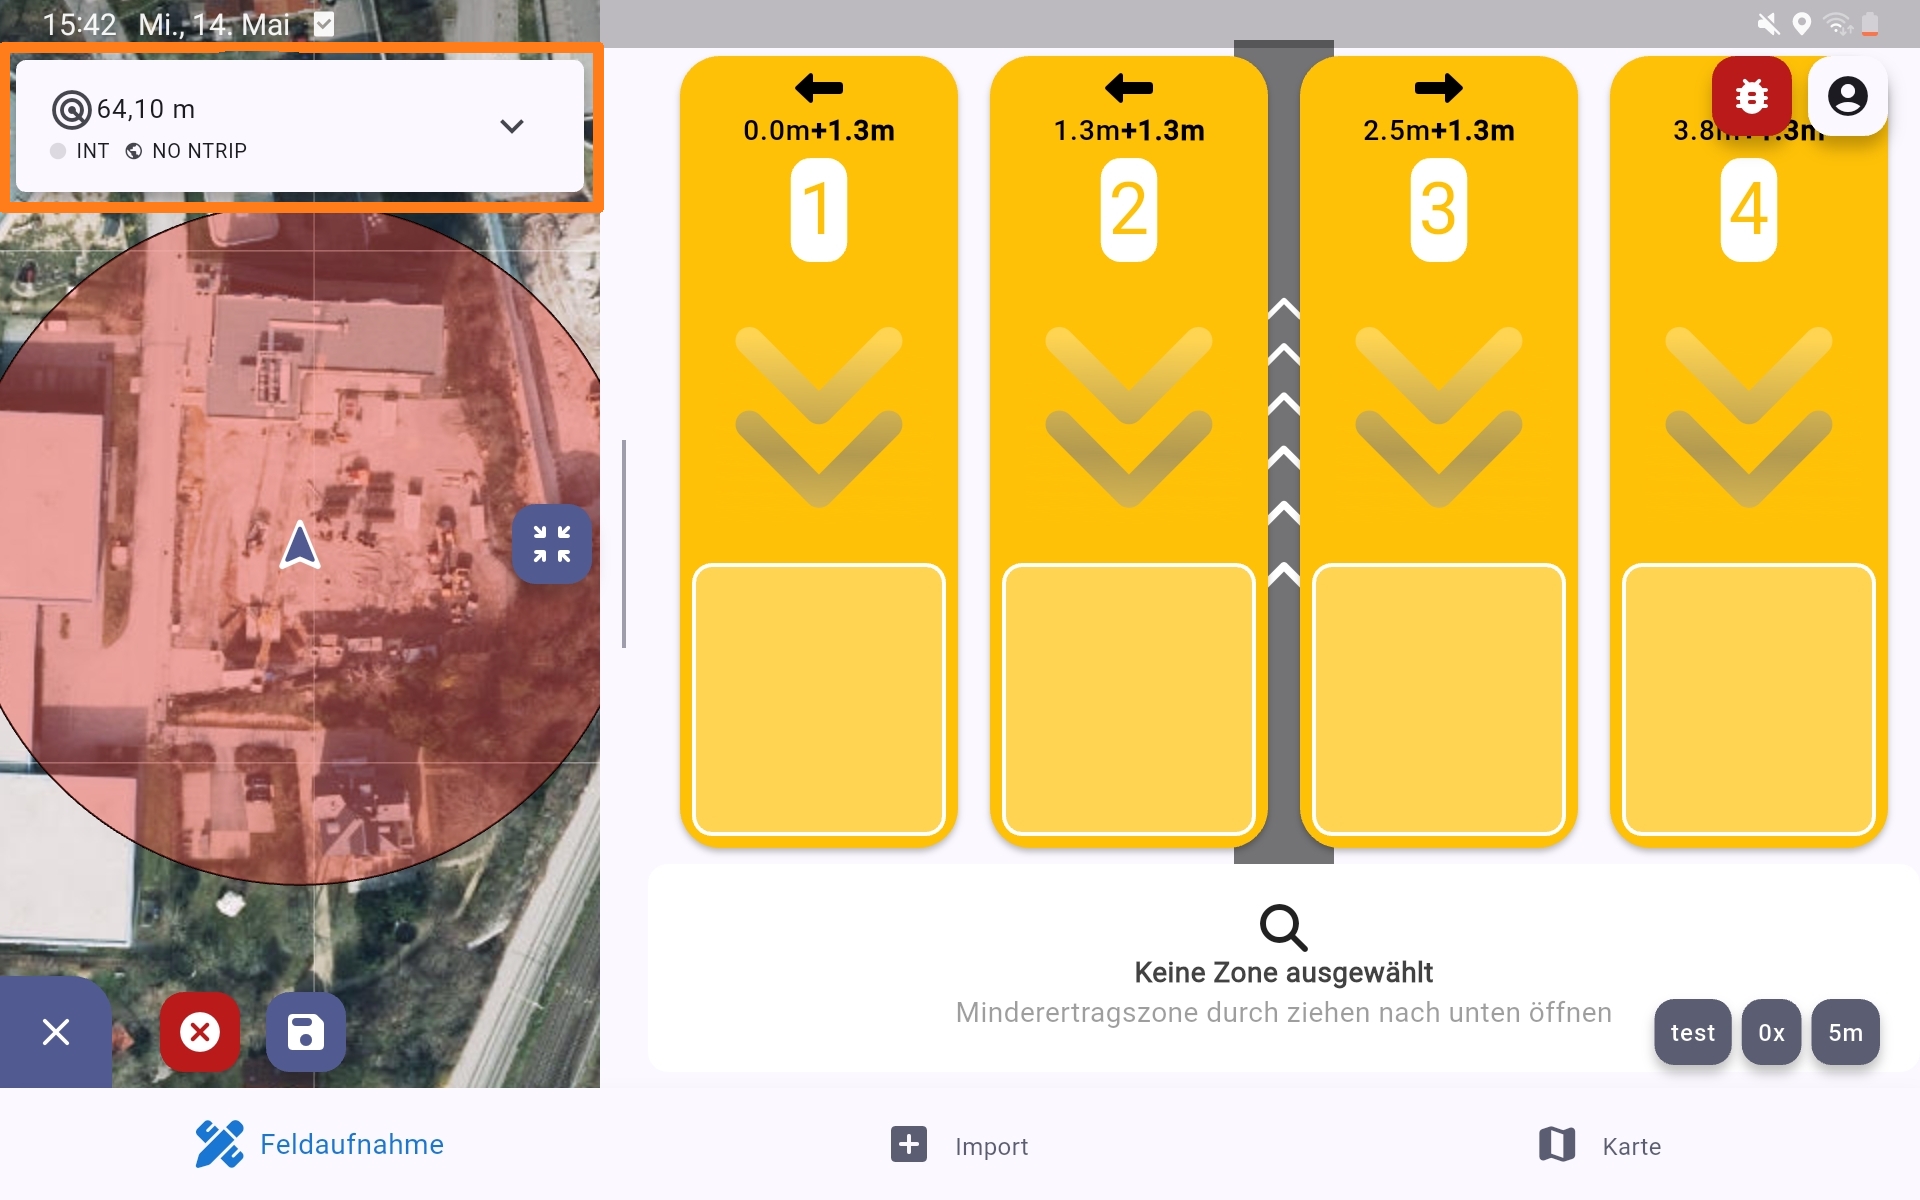 15:42 Mi., 14. Mai
64,10 m
INT NO NTRIP
0.0m+1.3m
1
1.3m+1.3m
2
2.5m+1.3m
3
3.8m+1.3m
4
Keine Zone ausgewählt
Minderertragszone durch ziehen nach unten öffnen
test
0x
5m
Feldaufnahme
Import
Karte